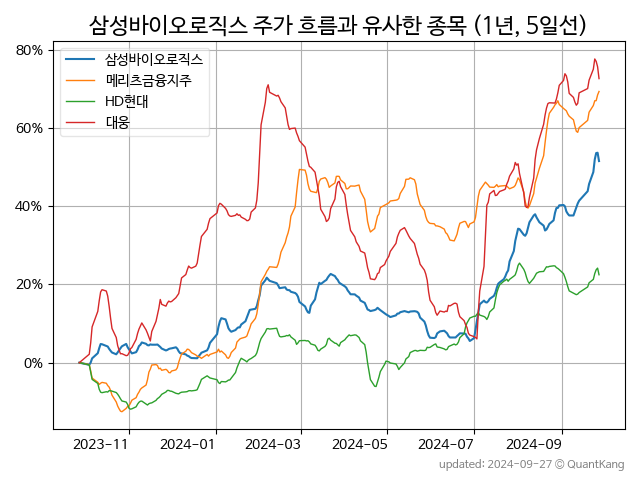 삼성바이오로직스 주가 흐름과 유사한 종목 (1년, 5일선)
80%
60%
40%
20%
0%
삼성바이오로직스
메리츠금융지주
HD현대
대웅
2023-11
2024-01
2024-03
2024-05
2024-07
2024-09
updated: 2024-09-27 © QuantKang